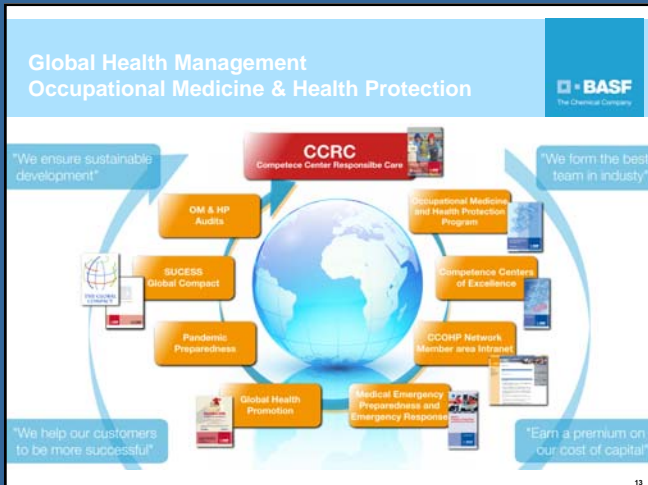 Global Health Management
Occupational Medicine & Health Protection
BASF
The Chemical Company
CCRC
Competece Center Responsilbe Care
"We ensure sustainable
development"
"We form the best
team in industy"
OM & HP
Audits
Occupational Medicine
and Health Protection
Program
SUCESS
Global Compact
THE GLOBAL
COMPACT
Competence Centers
of Excellence
Pandemic
Preparedness
CCOHP Network
Member area Intranet
Global Health
Promotion
Medical Emergency
Preparedness and
Emergency Response
"We help our customers
to be more successful"
"Earn a premium on
our cost of capital"
13